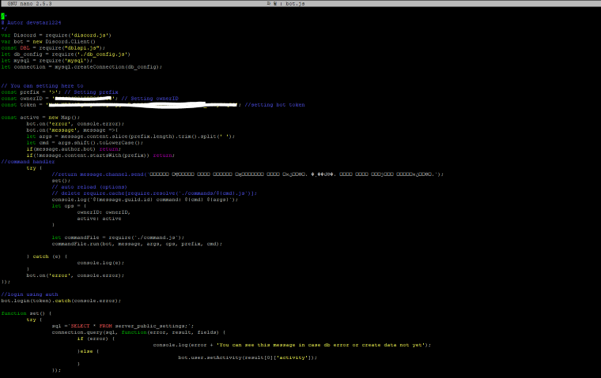 GNU nano 2.5.3 : bot.js
# Autor
*/
var Discord = require('discord.js')
var bot = new Discord.Client()
const DBL = require("dblapi.js");
let db_config = require('./db_config.js')
let mysql = require('mysql');
let connection = mysql.createConnection(db_config);
// You can setting here to
const prefix = '>'; // Setting prefix
const ownerID = '') // Setting ownerID
const token = '; //setting bot token
const active = new Map();
bot.on('error', console.error);
bot.on('message', message =>{
let args = message.content.slice(prefix.length).trim().split(" ");
let cmd = args.shift().toLowerCase();
if(message.author.bot) return;
if(!message.content.startsWith(prefix)) return;
//command handler
try {
//return message.channel.send(
set();
// auto reload (options)
// delete require.cache[require.resolve(`./commands/${cmd}.js`)];
console.log(`${message.guild.id} command: ${cmd} ${args}`);
let ops = {
ownerID: ownerID,
active: active
}
let commandFile = require(`./command.js`);
commandFile.run(bot, message, args, ops, prefix, cmd);
} catch (e) {
console.log(e);
}
bot.on('error', console.error);
});
//login using auth
bot.login(token).catch(console.error);
function set() {
try {
sql =`SELECT * FROM server_public_settings;`;
connection.query(sql, function(error, result, fields) {
if (error) {
console.log(error + 'You can see this message in case db error or create data not yet');
}else {
bot.user.setActivity(result[0]['activity']);
}
});